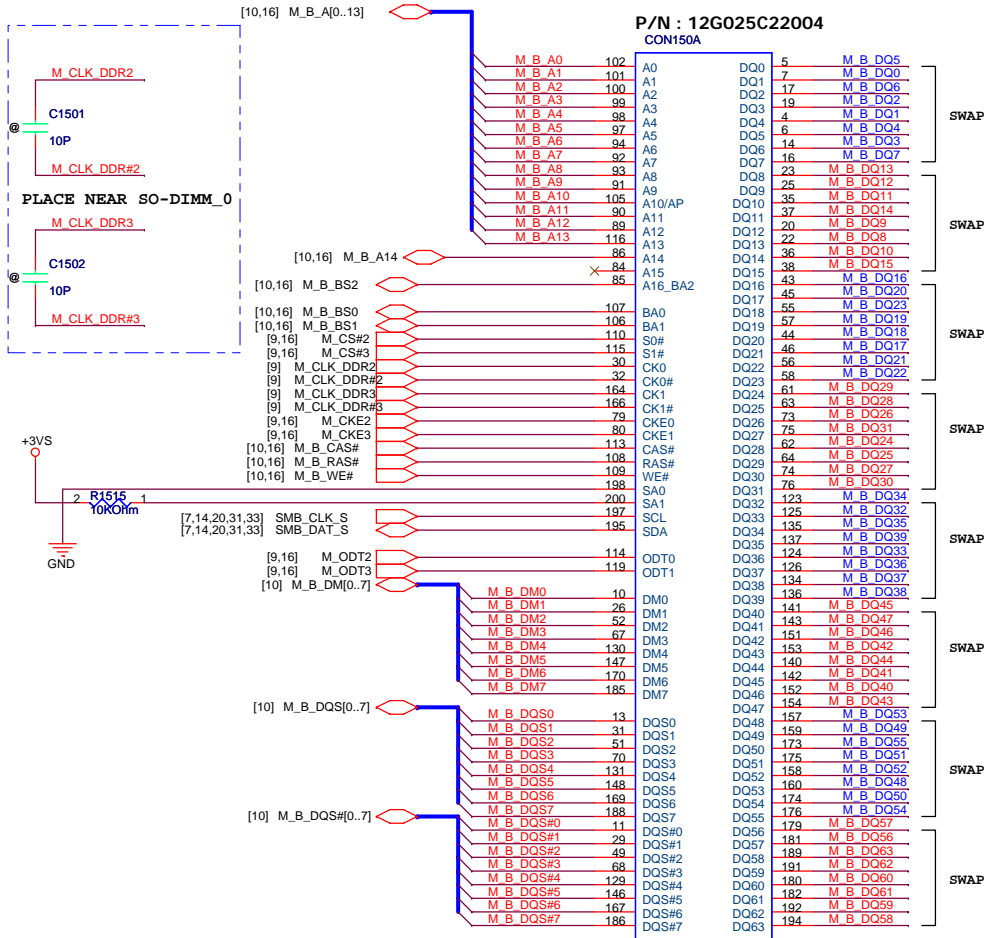 [10,16] M_B_A[0..13]
P/N : 12G025C22004
CON150A
M_CLK_DDR2
@
C1501
10P
M_CLK_DDR#2
PLACE NEAR SO-DIMM_0
M_CLK_DDR3
@
C1502
10P
M_CLK_DDR#3
M_B_A0 102 A0 DQ0 5 M_B_DQ5
M_B_A1 101 A1 DQ1 7 M_B_DQ0
M_B_A2 100 A2 DQ2 17 M_B_DQ6
M_B_A3 99 A3 DQ3 19 M_B_DQ2
M_B_A4 98 A4 DQ4 4 M_B_DQ1
M_B_A5 97 A5 DQ5 6 M_B_DQ4
M_B_A6 94 A6 DQ6 14 M_B_DQ3
M_B_A7 92 A7 DQ7 16 M_B_DQ7
SWAP
M_B_A8 93 A8 DQ8 23 M_B_DQ13
M_B_A9 91 A9 DQ9 25 M_B_DQ12
M_B_A10 105 A10/AP DQ10 35 M_B_DQ11
M_B_A11 90 A11 DQ11 37 M_B_DQ14
M_B_A12 89 A12 DQ12 20 M_B_DQ9
M_B_A13 116 A13 DQ13 22 M_B_DQ8
[10,16] M_B_A14 86 A14 DQ14 36 M_B_DQ10
84 A15 DQ15 38 M_B_DQ15
SWAP
[10,16] M_B_BS2 85 A16_BA2 DQ16 43 M_B_DQ16
DQ17 45 M_B_DQ20
[10,16] M_B_BS0 107 BA0 DQ18 55 M_B_DQ23
[10,16] M_B_BS1 106 BA1 DQ19 57 M_B_DQ19
[9,16] M_CS#2 110 S0# DQ20 44 M_B_DQ18
[9,16] M_CS#3 115 S1# DQ21 46 M_B_DQ17
[9] M_CLK_DDR2 30 CK0 DQ22 56 M_B_DQ21
[9] M_CLK_DDR#2 32 CK0# DQ23 58 M_B_DQ22
SWAP
[9] M_CLK_DDR3 164 CK1 DQ24 61 M_B_DQ29
[9] M_CLK_DDR#3 166 CK1# DQ25 63 M_B_DQ28
[9,16] M_CKE2 79 CKE0 DQ26 73 M_B_DQ26
[9,16] M_CKE3 80 CKE1 DQ27 75 M_B_DQ31
[10,16] M_B_CAS# 113 CAS# DQ28 62 M_B_DQ24
[10,16] M_B_RAS# 108 RAS# DQ29 64 M_B_DQ25
[10,16] M_B_WE# 109 WE# DQ30 74 M_B_DQ27
198 SA0 DQ31 76 M_B_DQ30
SWAP
+3VS
2 R1515 1
10KOhm
GND
200 SA1 DQ32 123 M_B_DQ34
[7,14,20,31,33] SMB_CLK_S 197 SCL DQ33 125 M_B_DQ32
[7,14,20,31,33] SMB_DAT_S 195 SDA DQ34 135 M_B_DQ35
DQ35 137 M_B_DQ39
[9,16] M_ODT2 114 ODT0 DQ36 124 M_B_DQ33
[9,16] M_ODT3 119 ODT1 DQ37 126 M_B_DQ36
[10] M_B_DM[0..7] DQ38 134 M_B_DQ37
M_B_DM0 10 DM0 DQ39 136 M_B_DQ38
SWAP
M_B_DM1 26 DM1 DQ40 141 M_B_DQ45
M_B_DM2 52 DM2 DQ41 143 M_B_DQ47
M_B_DM3 67 DM3 DQ42 151 M_B_DQ46
M_B_DM4 130 DM4 DQ43 153 M_B_DQ42
M_B_DM5 147 DM5 DQ44 140 M_B_DQ44
M_B_DM6 170 DM6 DQ45 142 M_B_DQ41
M_B_DM7 185 DM7 DQ46 152 M_B_DQ40
DQ47 154 M_B_DQ43
SWAP
[10] M_B_DQS[0..7]
M_B_DQS0 13 DQS0 DQ48 157 M_B_DQ53
M_B_DQS1 31 DQS1 DQ49 159 M_B_DQ49
M_B_DQS2 51 DQS2 DQ50 173 M_B_DQ55
M_B_DQS3 70 DQS3 DQ51 175 M_B_DQ51
M_B_DQS4 131 DQS4 DQ52 158 M_B_DQ52
M_B_DQS5 148 DQS5 DQ53 160 M_B_DQ48
M_B_DQS6 169 DQS6 DQ54 174 M_B_DQ50
M_B_DQS7 188 DQS7 DQ55 176 M_B_DQ54
SWAP
[10] M_B_DQS#[0..7]
M_B_DQS#0 11 DQS#0 DQ56 179 M_B_DQ57
M_B_DQS#1 29 DQS#1 DQ57 181 M_B_DQ56
M_B_DQS#2 49 DQS#2 DQ58 189 M_B_DQ63
M_B_DQS#3 68 DQS#3 DQ59 191 M_B_DQ62
M_B_DQS#4 129 DQS#4 DQ60 180 M_B_DQ60
M_B_DQS#5 146 DQS#5 DQ61 182 M_B_DQ61
M_B_DQS#6 167 DQS#6 DQ62 192 M_B_DQ59
M_B_DQS#7 186 DQS#7 DQ63 194 M_B_DQ58
SWAP